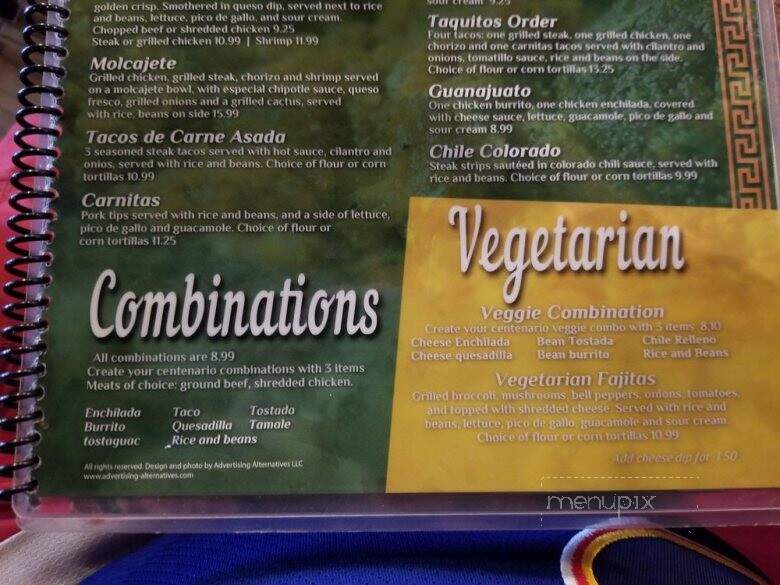 golden crisp. Smothered in queso dip, served next to rice
and beans, lettuce, pico de gallo, and sour cream.
Chopped beef or shredded chicken 9.25
Steak or grilled chicken 10.99 | Shrimp 11.99
Molcajete
Grilled chicken, grilled steak, chorizo and shrimp served
on a molcajete bowl, with especial chipotle sauce, queso
fresco, grilled onions and a grilled cactus, served
with rice, beans on side 15.99
Tacos de Carne Asada
3 seasoned steak tacos served with hot sauce, cilantro and
onios, served with rice and beans. Choice of flour or corn
tortillas 10.99
Carnitas
Pork tips served with rice and beans, and a side of lettuce,
pico de gallo and guacamole. Choice of flour or
corn tortillas 11.25
Combinations
All combinations are 8.99
Create your centenario combinations with 3 items
Meats of choice: ground beef, shredded chicken.
Enchilada Taco Tostada
Burrito Quesadilla Tamale
tostaguac Rice and beans
All rights reserved. Design and photo by Advertising Alternatives LLC
www.advertising-alternatives.com
sour cream 9.25
Taquitos Order
Four tacos: one grilled steak, one grilled chicken, one
chorizo and one carnitas tacos served with cilantro and
onions, tomatillo sauce, rice and beans on the side.
Choice of flour or corn tortillas 13.25
Guanajuato
One chicken burrito, one chicken enchilada, covered
with cheese sauce, lettuce, guacamole, pico de gallo and
sour cream 8.99
Chile Colorado
Steak strips sautéed in colorado chili sauce, served with
rice and beans. Choice of flour or corn tortillas 9.99
Vegetarian
Veggie Combination
Create your centenario veggie combo with 3 items 8.10
Cheese Enchilada Bean Tostada Chile Relleno
Cheese quesadilla Bean burrito Rice and Beans
Vegetarian Fajitas
Grilled broccoli, mushrooms, bell peppers, onions, tomatoes,
and topped with shredded cheese. Served with rice and
beans, lettuce, pico de gallo, guacamole and sour cream.
Choice of flour or corn tortillas 10.99
Add cheese dip for 1.50
menupix